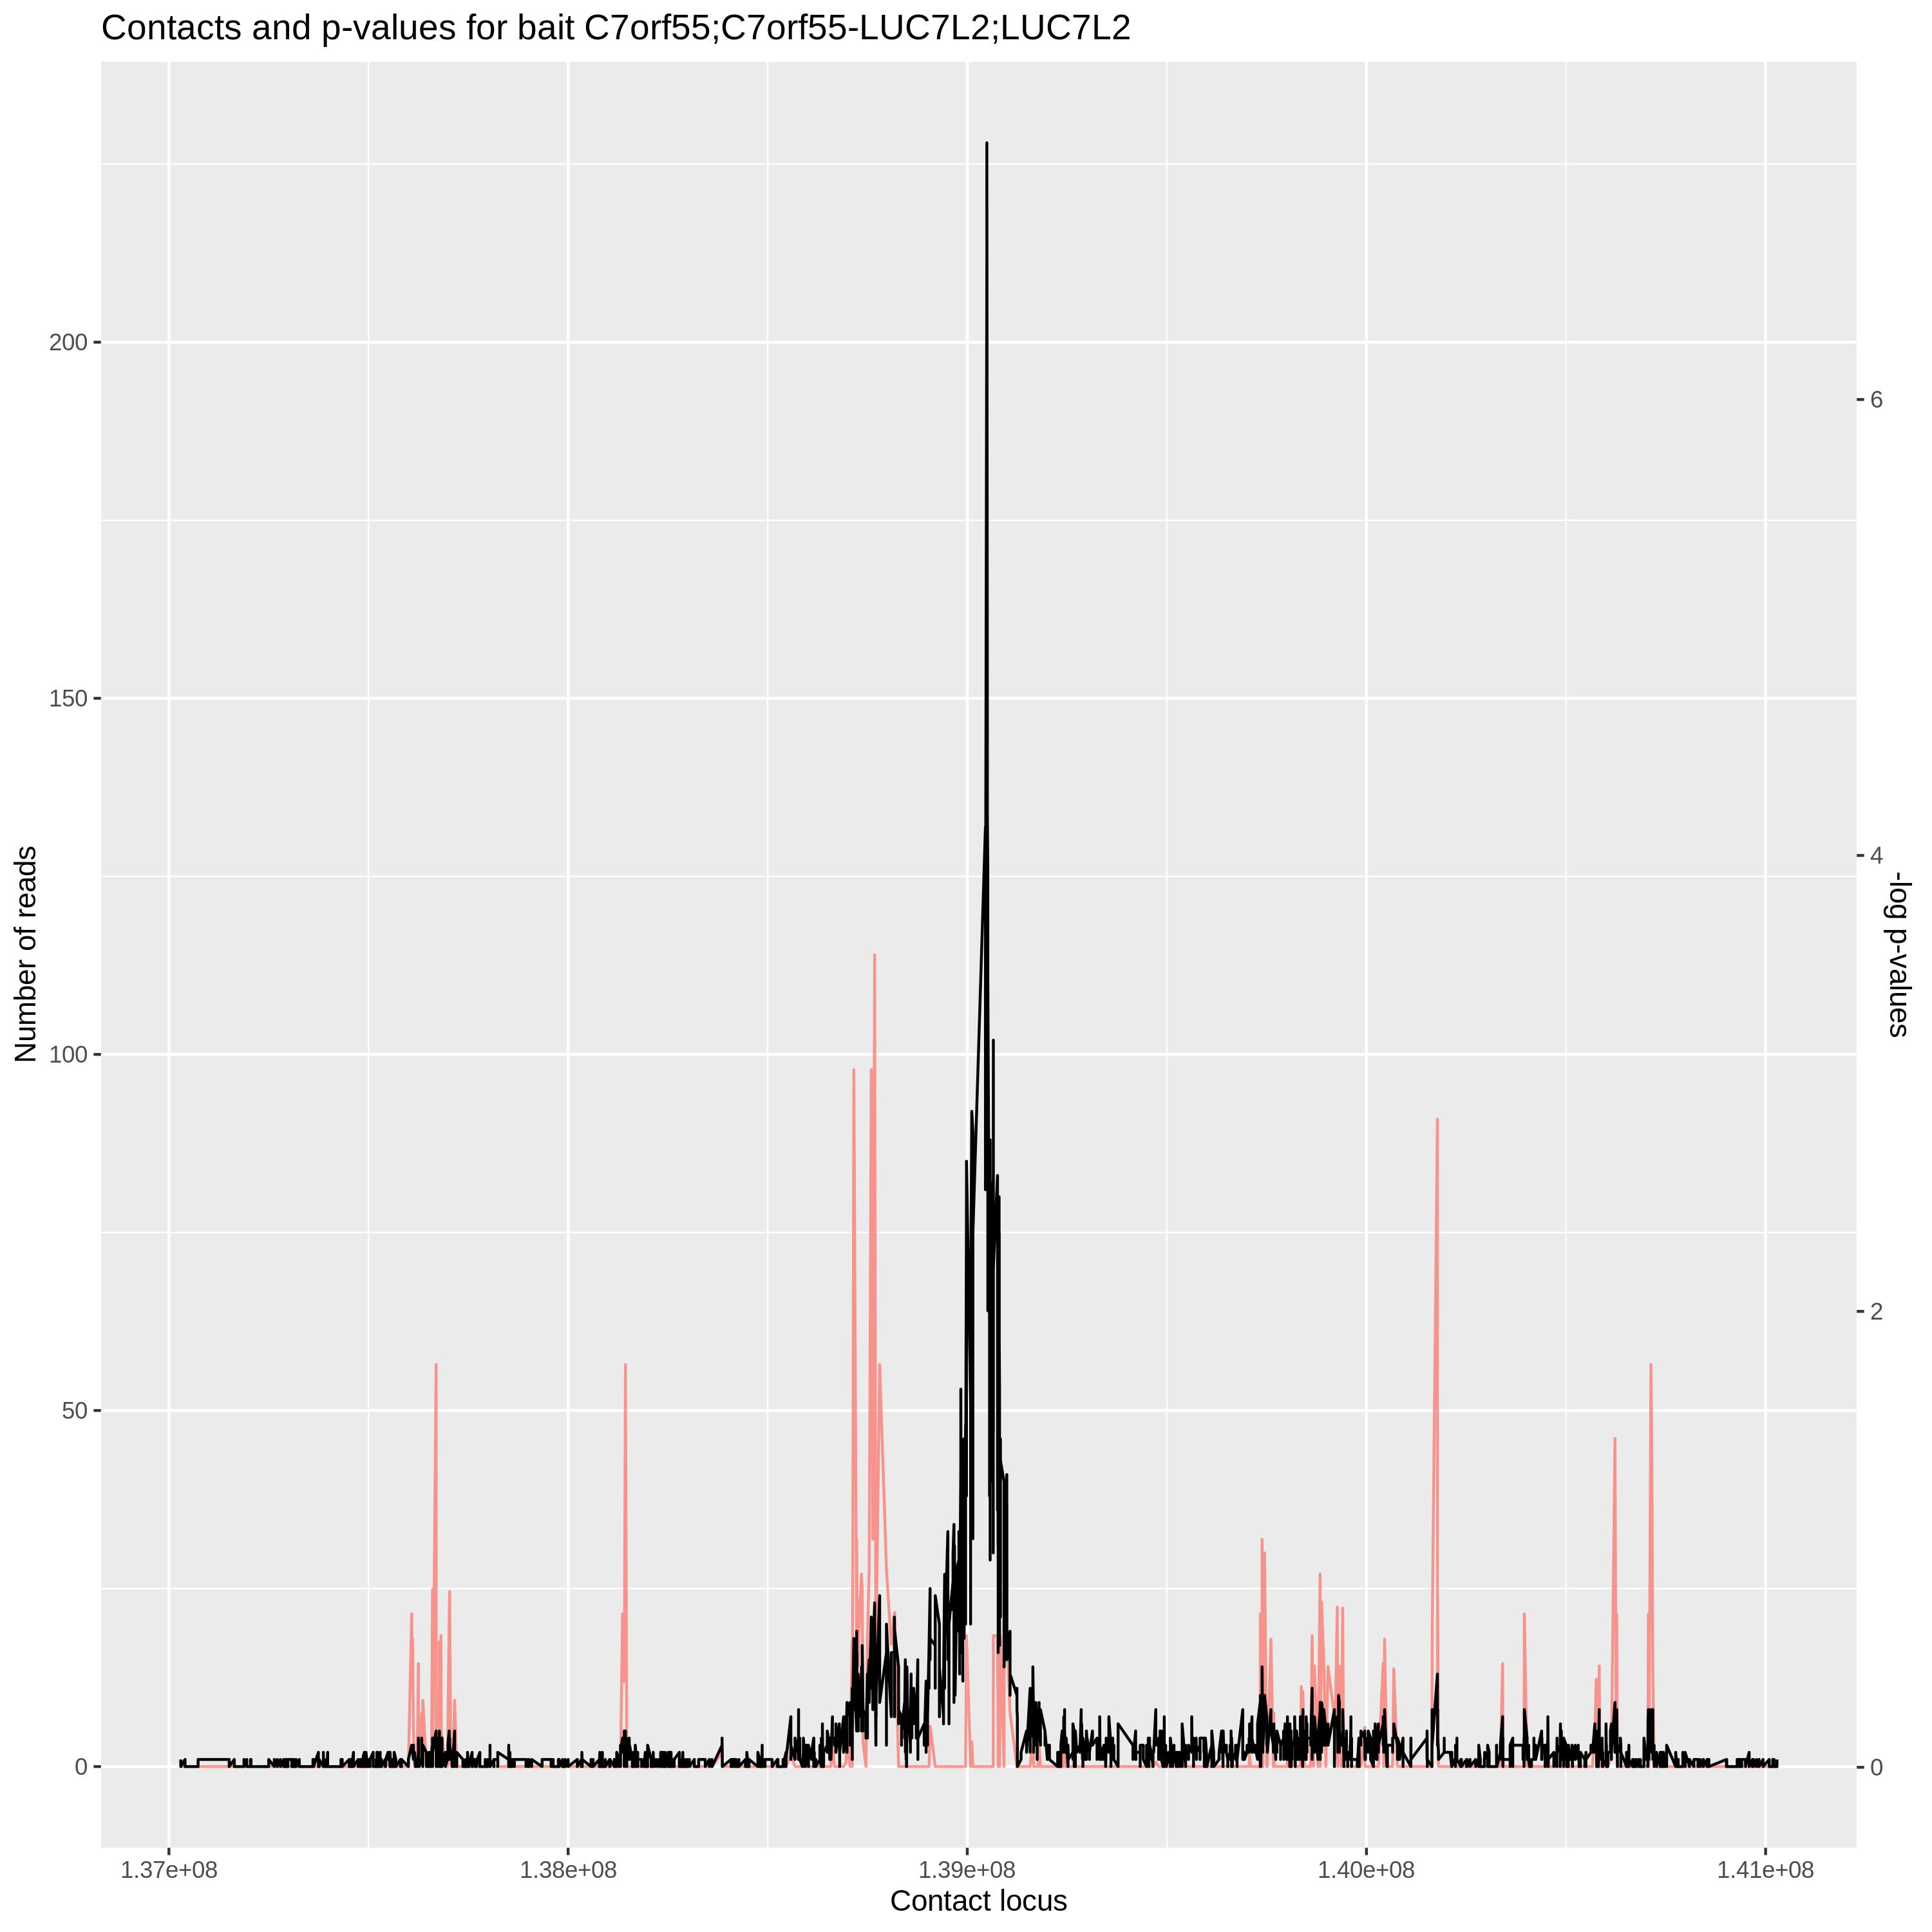 Contacts and p-values for bait C7orf55;C7orf55-LUC7L2;LUC7L2
Number of reads
200
150
100
50
0
6
4
2
0
-log p-values
1.37e+08 1.38e+08 1.39e+08 1.40e+08 1.41e+08
Contact locus